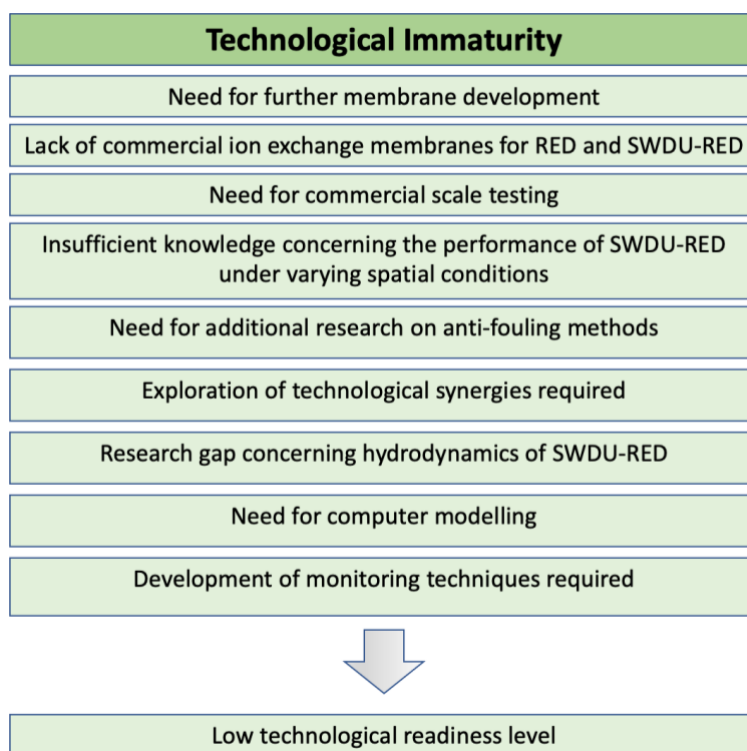 Technological Immaturity
Need for further membrane development
Lack of commercial ion exchange membranes for RED and SWDU-RED
Need for commercial scale testing
Insufficient knowledge concerning the performance of SWDU-RED
under varying spatial conditions
Need for additional research on anti-fouling methods
Exploration of technological synergies required
Research gap concerning hydrodynamics of SWDU-RED
Need for computer modelling
Development of monitoring techniques required
Low technological readiness level